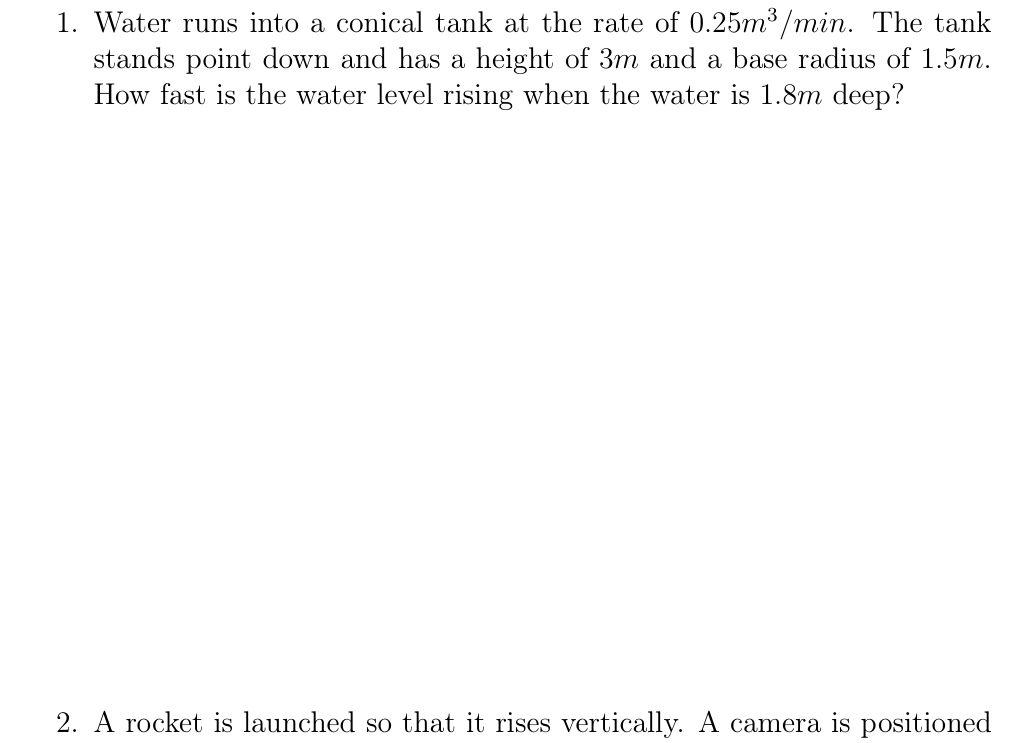 1. Water runs into a conical tank at the rate of 0.25m³/min. The tank
stands point down and has a height of 3m and a base radius of 1.5m.
How fast is the water level rising when the water is 1.8m deep?
2. A rocket is launched so that it rises vertically. A camera is positioned